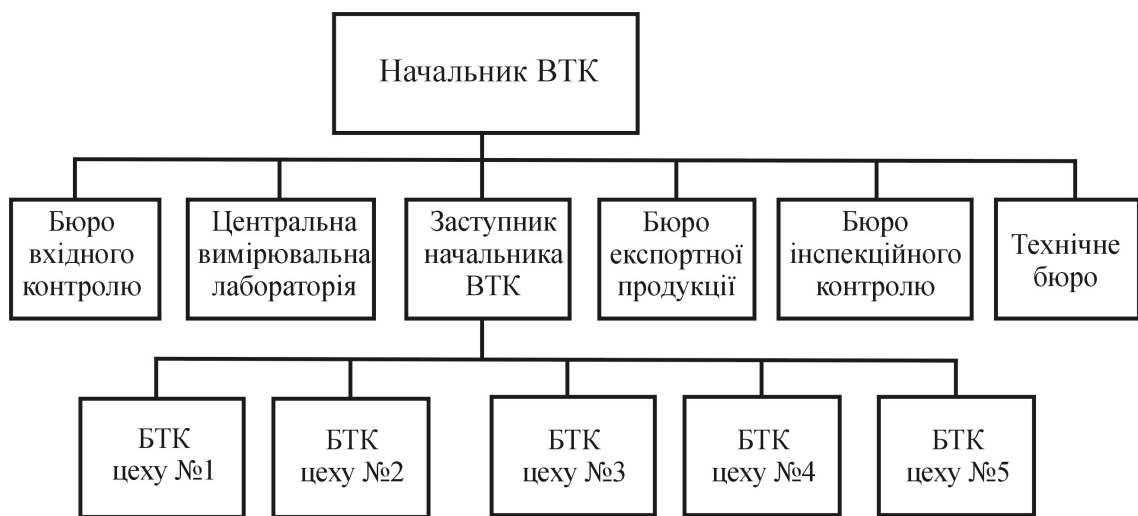 Начальник ВТК
Бюро
вхідного
контролю
Центральна
вимірювальна
лабораторія
Заступник
начальника
ВТК
Бюро
експортної
продукції
Бюро
інспекційного
контролю
Технічне
бюро
БТК
цеху №1
БТК
цеху №2
БТК
цеху №3
БТК
цеху №4
БТК
цеху №5